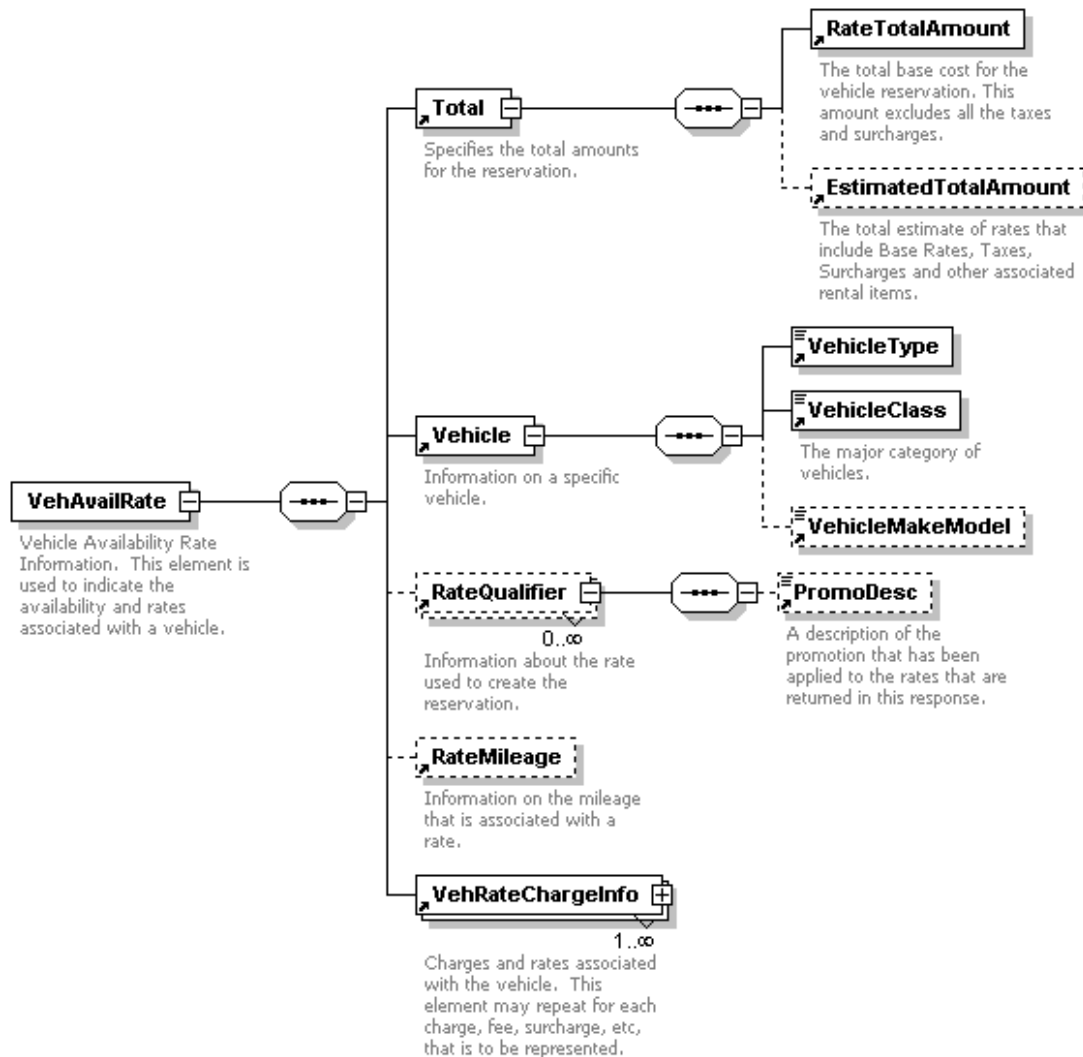 RateTotalAmount
The total base cost for the
vehicle reservation. This
amount excludes all the taxes
and surcharges.
Total
Specifies the total amounts
for the reservation.
EstimatedTotalAmount
The total estimate of rates that
include Base Rates, Taxes,
Surcharges and other associated
rental items.
VehicleType
VehicleClass
The major category of
vehicles.
Vehicle
Information on a specific
vehicle.
VehicleMakeModel
VehAvailRate
Vehicle Availability Rate
Information. This element is
used to indicate the
availability and rates
associated with a vehicle.
RateQualifier
0..∞
Information about the rate
used to create the
reservation.
PromoDesc
A description of the
promotion that has been
applied to the rates that are
returned in this response.
RateMileage
Information on the mileage
that is associated with a
rate.
VehRateChargeInfo
1..∞
Charges and rates associated
with the vehicle. This
element may repeat for each
charge, fee, surcharge, etc,
that is to be represented.